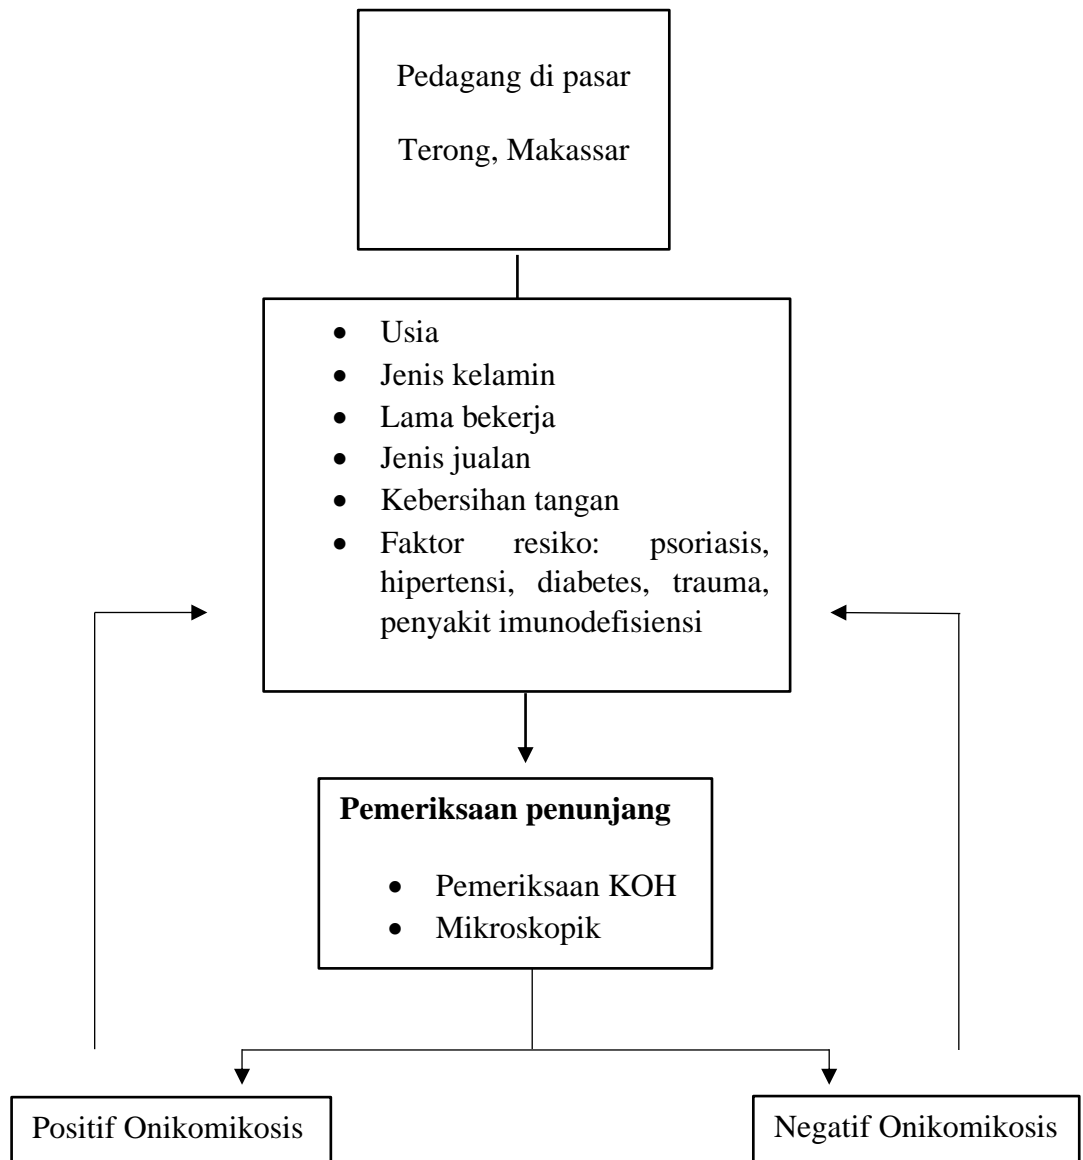 Pedagang di pasar
Terong, Makassar
• Usia
• Jenis kelamin
• Lama bekerja
• Jenis jualan
• Kebersihan tangan
• Faktor resiko: psoriasis,
hipertensi, diabetes, trauma,
penyakit imunodefisiensi
Pemeriksaan penunjang
• Pemeriksaan KOH
• Mikroskopik
Positif Onikomikosis
Negatif Onikomikosis